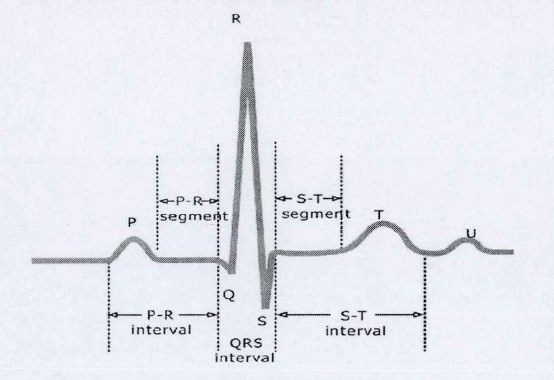 R
P-R
segment
S-T
segment
P
T
U
Q
S
P-R
interval
QRS
interval
S-T
interval